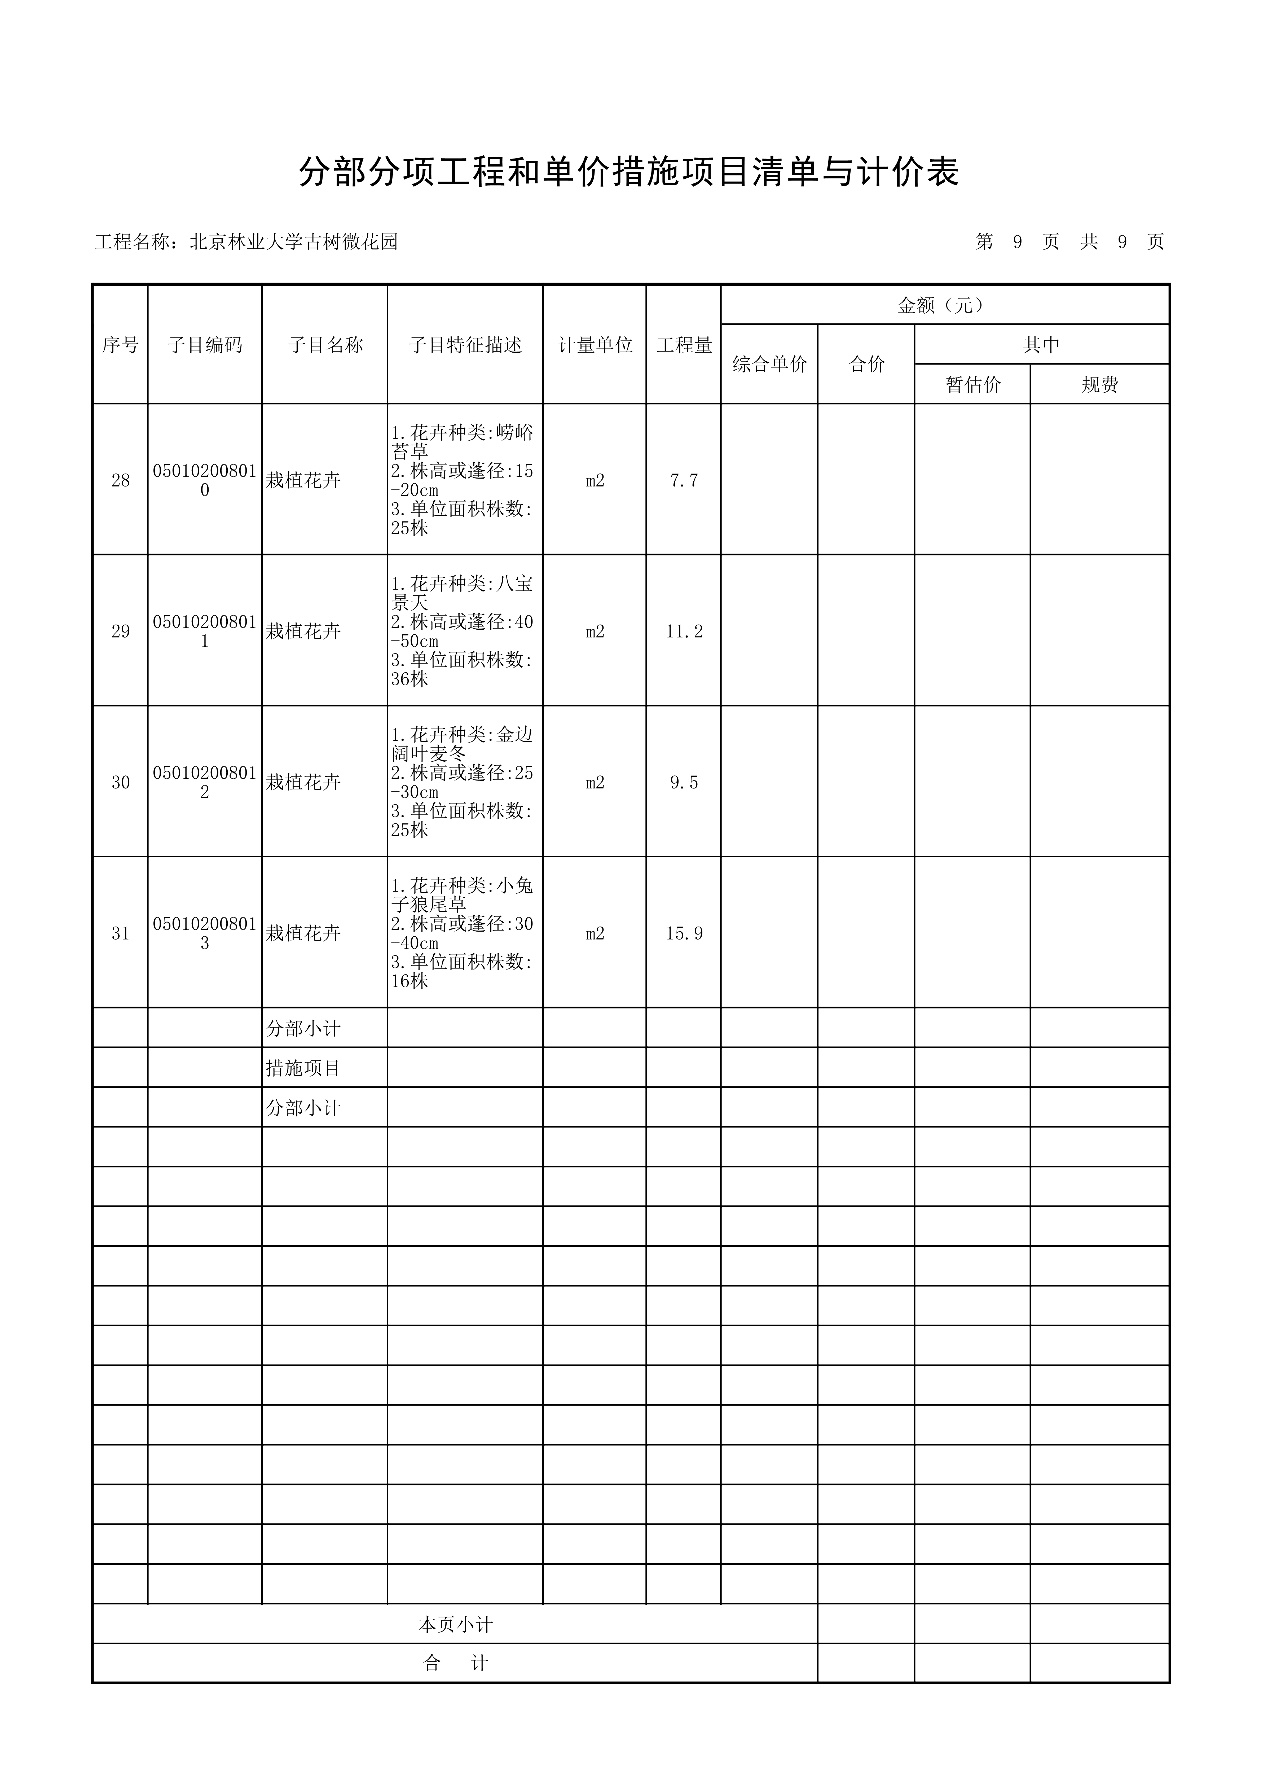 分部分项工程和单价措施项目清单与计价表
工程名称：北京林业大学古树微花园 第 9 页 共 9 页
金额（元）
序号 子目编码 子目名称 子目特征描述 计量单位 工程量 综合单价 合价 其中
暂估价 规费
28 05010200801
0 栽植花卉 1.花卉种类:崂峪
苔草
2.株高或蓬径:15
-20cm
3.单位面积株数:
25株 m2 7.7
29 05010200801
1 栽植花卉 1.花卉种类:八宝
景天
2.株高或蓬径:40
-50cm
3.单位面积株数:
36株 m2 11.2
30 05010200801
2 栽植花卉 1.花卉种类:金边
阔叶麦冬
2.株高或蓬径:25
-30cm
3.单位面积株数:
25株 m2 9.5
31 05010200801
3 栽植花卉 1.花卉种类:小兔
子狼尾草
2.株高或蓬径:30
-40cm
3.单位面积株数:
16株 m2 15.9
分部小计
措施项目
分部小计
本页小计
合 计